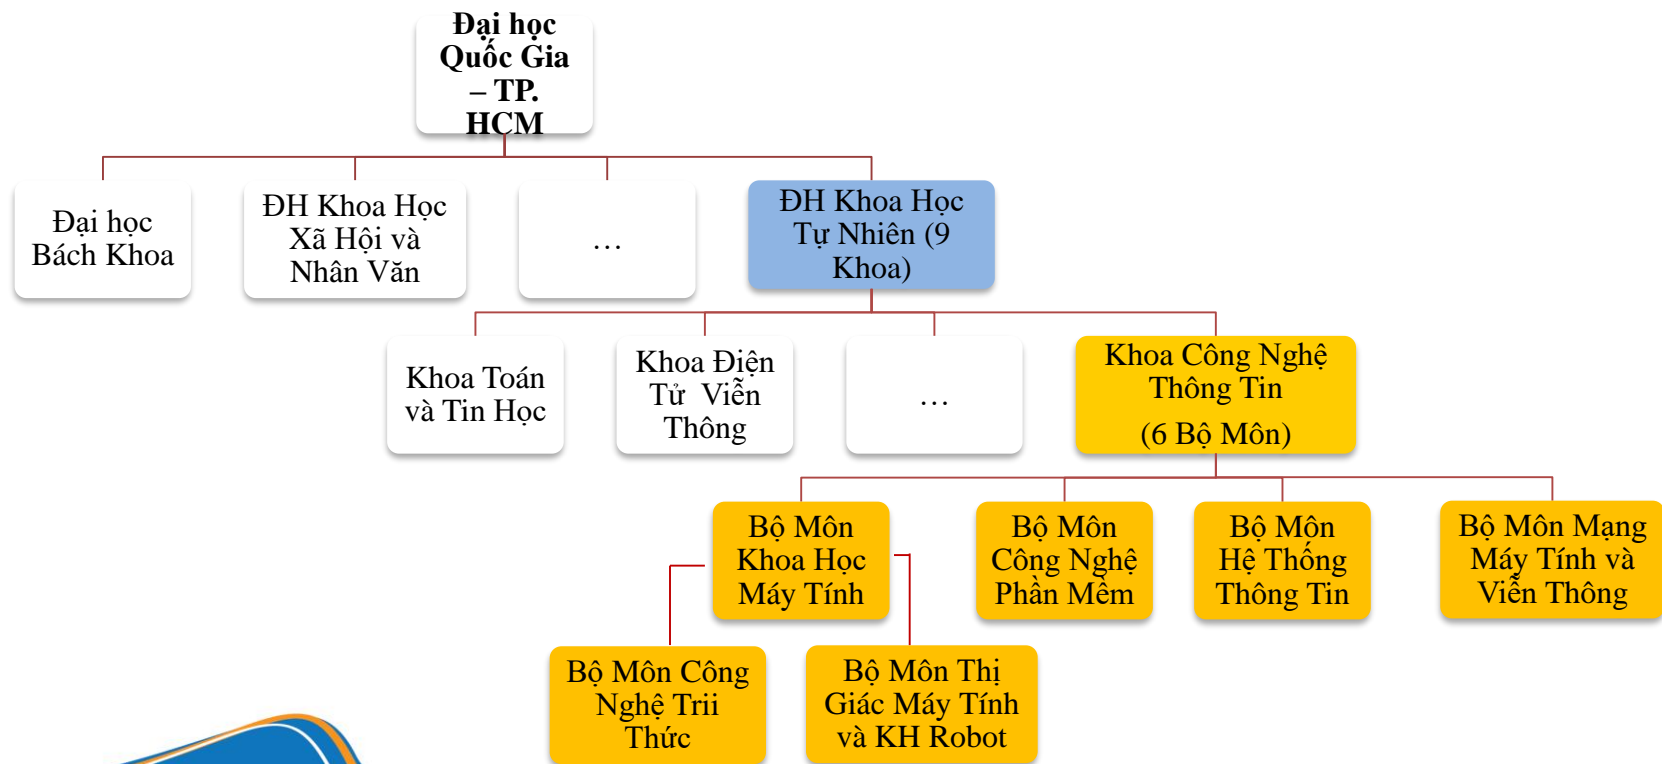 Đại học
Quốc Gia
– TP.
HCM
Đại học
Bách Khoa
ĐH Khoa Học
Xã Hội và
Nhân Văn
…
ĐH Khoa Học
Tự Nhiên (9
Khoa)
Khoa Toán
và Tin Học
Khoa Điện
Tử Viễn
Thông
…
Khoa Công Nghệ
Thông Tin
(6 Bộ Môn)
Bộ Môn
Khoa Học
Máy Tính
Bộ Môn
Công Nghệ
Phần Mềm
Bộ Môn
Hệ Thống
Thông Tin
Bộ Môn Mạng
Máy Tính và
Viễn Thông
Bộ Môn Công
Nghệ Trii
Thức
Bộ Môn Thị
Giác Máy Tính
và KH Robot